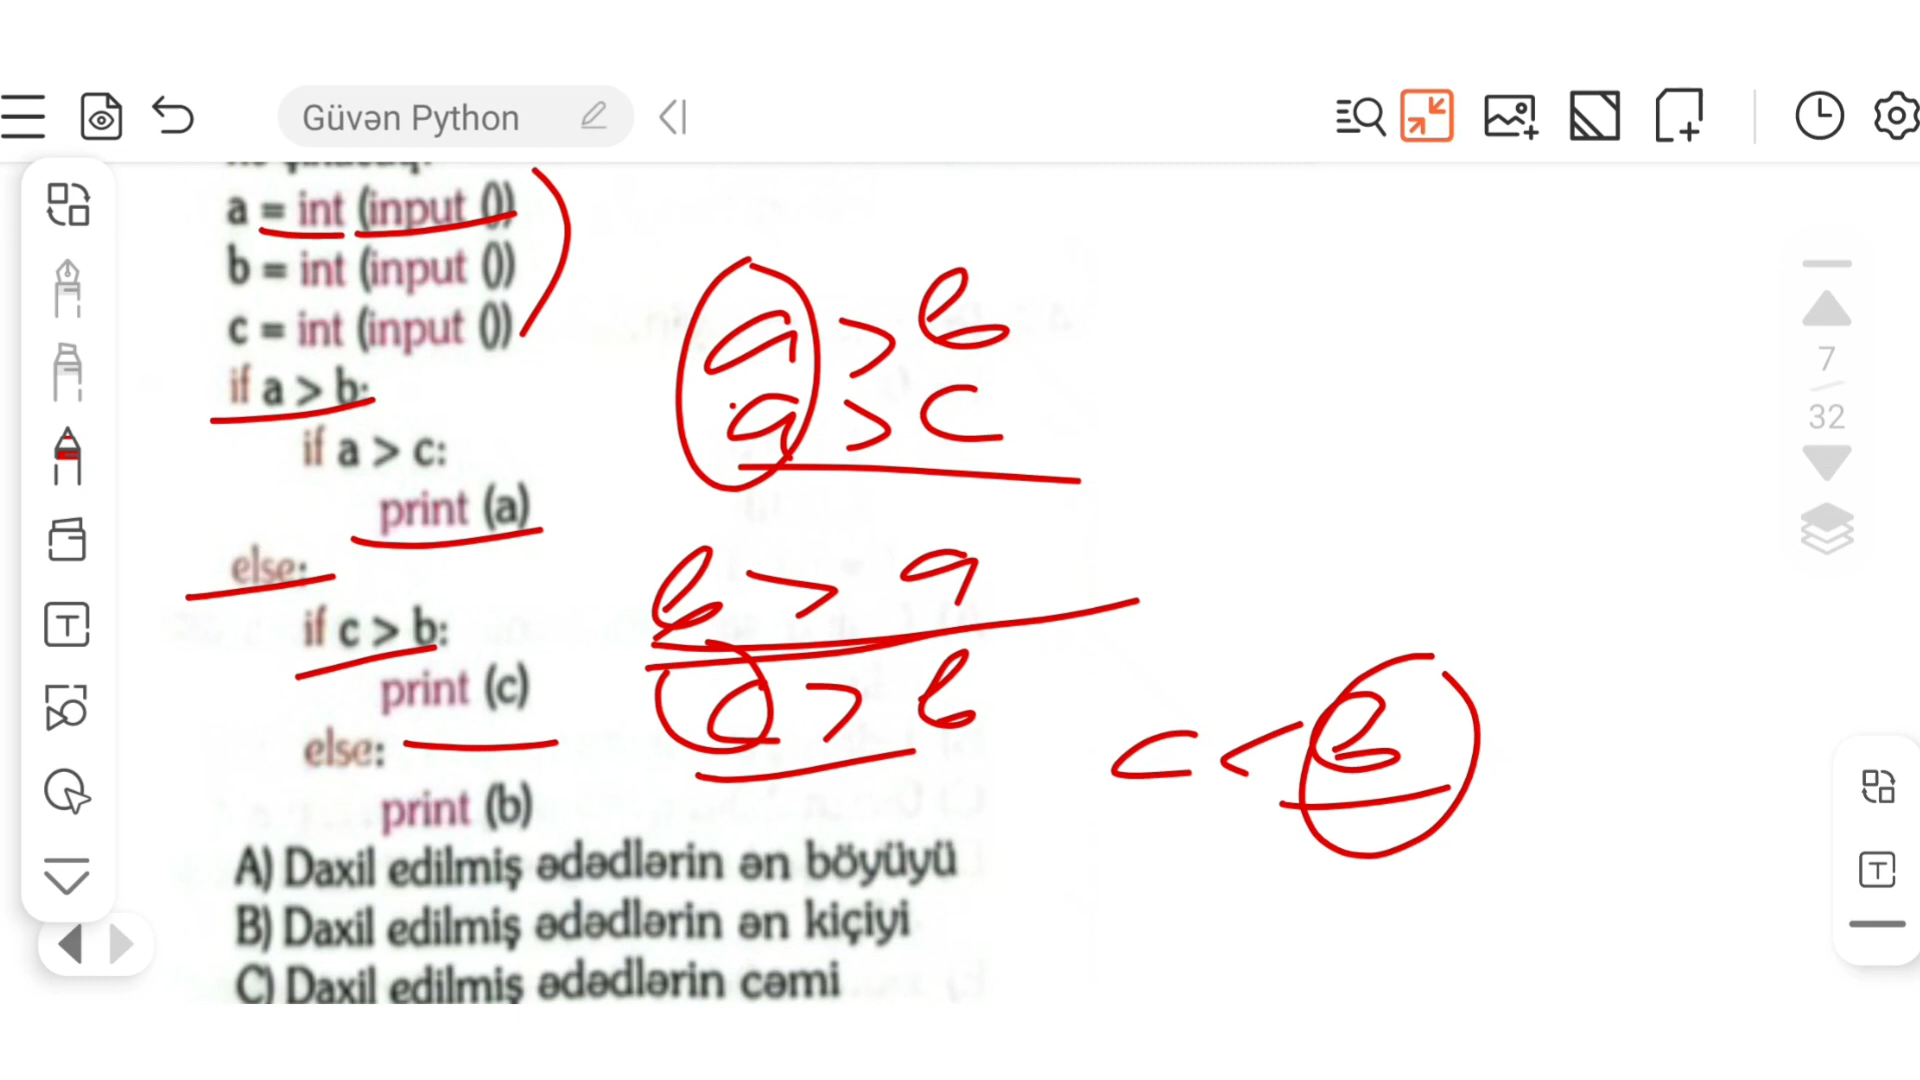 Güvən Python
a = int (input ())
b = int (input ())
c = int (input ())
if a > b:
if a > c:
print (a)
else:
if c > b:
print (c)
else:
print (b)
A) Daxil edilmiş ədədlərin ən böyüyü
B) Daxil edilmiş ədədlərin ən kiçiyi
C) Daxil edilmiş ədədlərin cəmi
a > b
a > c
b > a
c > b
c < b
7
32